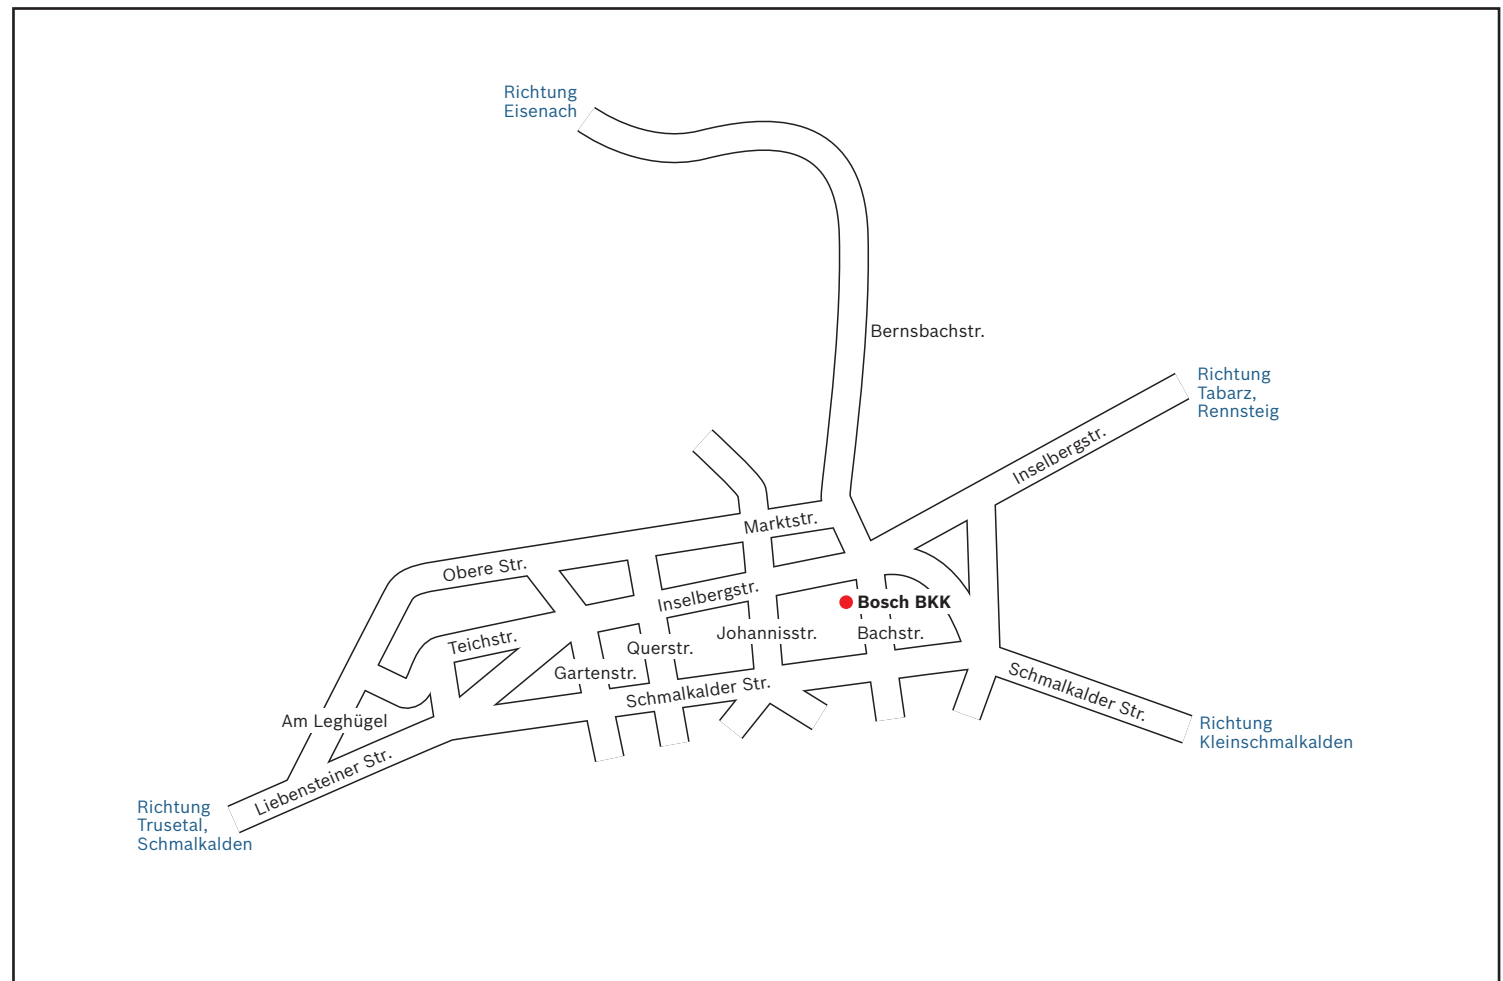 Richtung
Eisenach
Bernsbachstr.
Richtung
Tabarz,
Rennsteig
Inselbergstr.
Marktstr.
Obere Str.
Inselbergstr.
Bosch BKK
Teichstr.
Querstr.
Johannisstr.
Bachstr.
Gartenstr.
Schmalkalder Str.
Schmalkalder Str.
Am Leghügel
Richtung
Kleinschmalkalden
Liebensteiner Str.
Richtung
Trusetal,
Schmalkalden